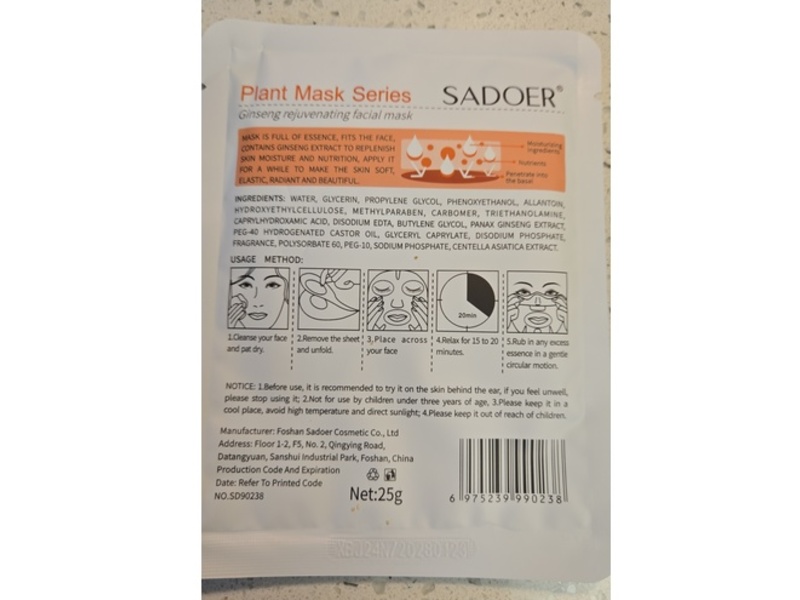 Plant Mask Series
SADOER®
Ginseng rejuvenating facial mask
MASK IS FULL OF ESSENCE, FITS THE FACE,
CONTAINS GINSENG EXTRACT TO REPLENISH
SKIN MOISTURE AND NUTRITION, APPLY IT
FOR A WHILE TO MAKE THE SKIN SOFT,
ELASTIC, RADIANT AND BEAUTIFUL.
Moisturizing
ingredients
Nutrients
Penetrate into
the basal
INGREDIENTS: WATER, GLYCERIN, PROPYLENE GLYCOL, PHENOXYETHANOL, ALLANTOIN,
HYDROXYETHYLCELLULOSE, METHYLPARABEN, CARBOMER, TRIETHANOLAMINE,
CAPRYLHYDROXAMIC ACID, DISODIUM EDTA, BUTYLENE GLYCOL, PANAX GINSENG EXTRACT,
PEG-40 HYDROGENATED CASTOR OIL, GLYCERYL CAPRYLATE, DISODIUM PHOSPHATE,
FRAGRANCE, POLYSORBATE 60, PEG-10, SODIUM PHOSPHATE, CENTELLA ASIATICA EXTRACT.
USAGE METHOD:
20min
1.Cleanse your face
and pat dry.
2.Remove the sheet
and unfold.
3.Place across
your face
4.Relax for 15 to 20
minutes.
5.Rub in any excess
essence in a gentle
circular motion.
NOTICE: 1.Before use, it is recommended to try it on the skin behind the ear, if you feel unwell,
please stop using it; 2.Not for use by children under three years of age, 3.Please keep it in a
cool place, avoid high temperature and direct sunlight; 4.Please keep it out of reach of children.
Manufacturer: Foshan Sadoer Cosmetic Co., Ltd
Address: Floor 1-2, F5, No. 2, Qingying Road,
Datangyuan, Sanshui Industrial Park, Foshan, China
Production Code And Expiration
Date: Refer To Printed Code
NO.SD90238
Net:25g
6 975239 990238